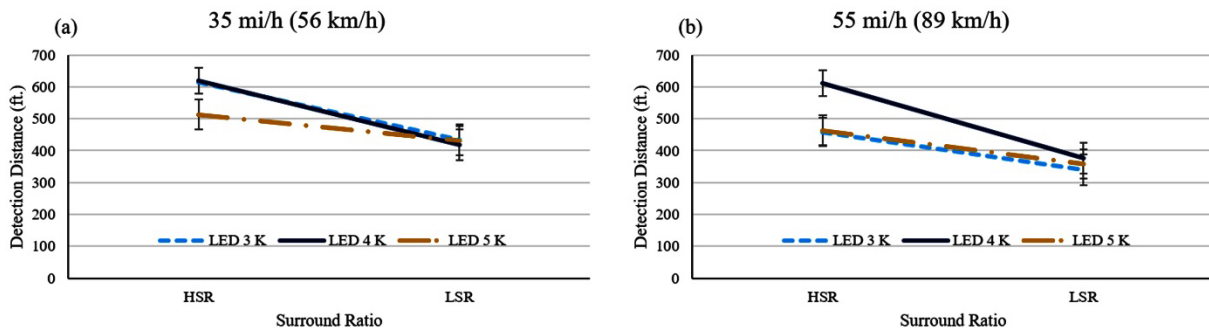 (a)
35 mi/h (56 km/h)
Detection Distance (ft.)
700
600
500
400
300
200
100
0
LED 3 K
LED 4 K
LED 5 K
HSR
LSR
Surround Ratio
(b)
55 mi/h (89 km/h)
Detection Distance (ft.)
700
600
500
400
300
200
100
0
LED 3 K
LED 4 K
LED 5 K
HSR
LSR
Surround Ratio